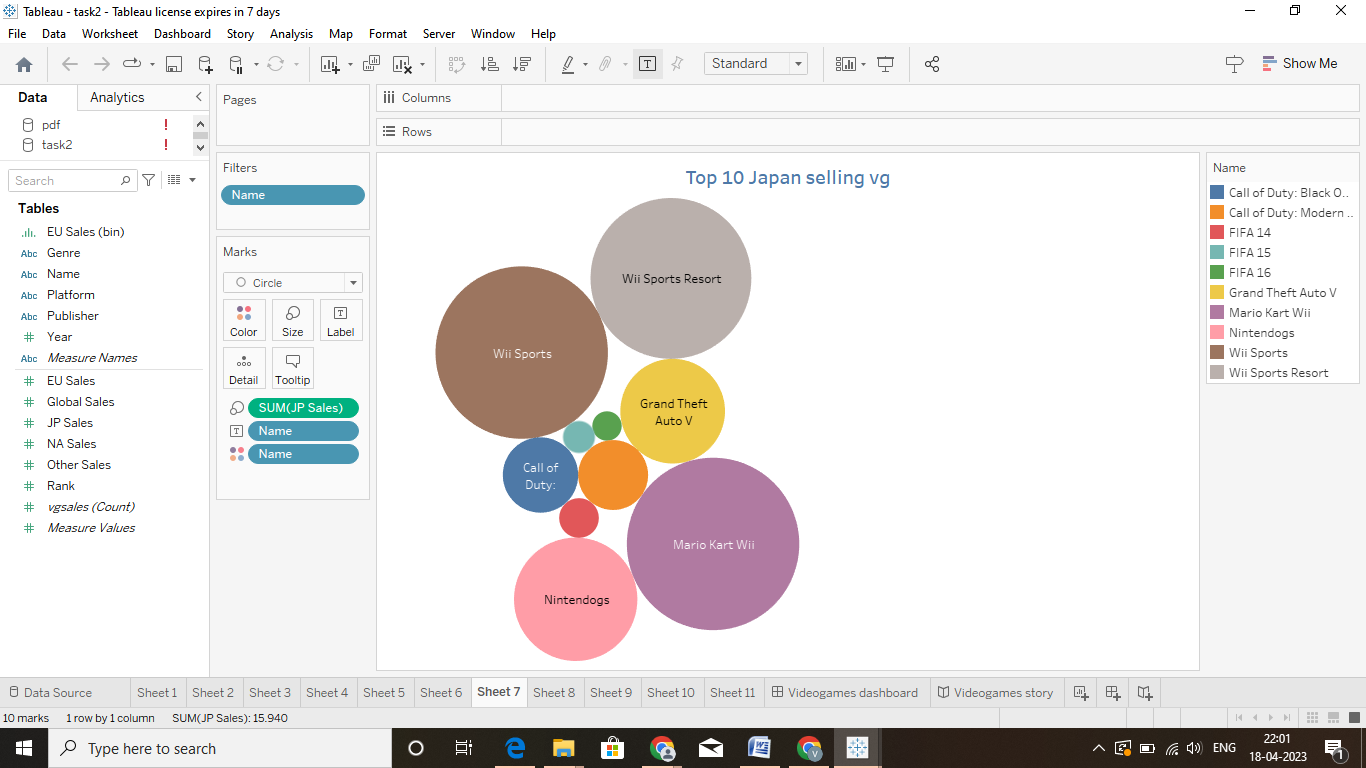 Tableau - task2 - Tableau license expires in 7 days
File Data Worksheet Dashboard Story Analysis Map Format Server Window Help
Standard
Show Me
Data Analytics
pdf !
task2 !
Search
Tables
EU Sales (bin)
Abc Genre
Abc Name
Abc Platform
Abc Publisher
# Year
Abc Measure Names
# EU Sales
# Global Sales
# JP Sales
# NA Sales
# Other Sales
# Rank
# vgsales (Count)
# Measure Values
Pages
Filters
Name
Marks
Circle
Color Size Label
Detail Tooltip
SUM(JP Sales)
Name
Name
Columns
Rows
Top 10 Japan selling vg
Wii Sports Resort
Wii Sports
Grand Theft
Auto V
Call of
Duty:
Mario Kart Wii
Nintendogs
Name
Call of Duty: Black O..
Call of Duty: Modern ..
FIFA 14
FIFA 15
FIFA 16
Grand Theft Auto V
Mario Kart Wii
Nintendogs
Wii Sports
Wii Sports Resort
Data Source Sheet 1 Sheet 2 Sheet 3 Sheet 4 Sheet 5 Sheet 6 Sheet 7 Sheet 8 Sheet 9 Sheet 10 Sheet 11 Videogames dashboard Videogames story
10 marks 1 row by 1 column SUM(JP Sales): 15.940
Type here to search
ENG
22:01
18-04-2023
1